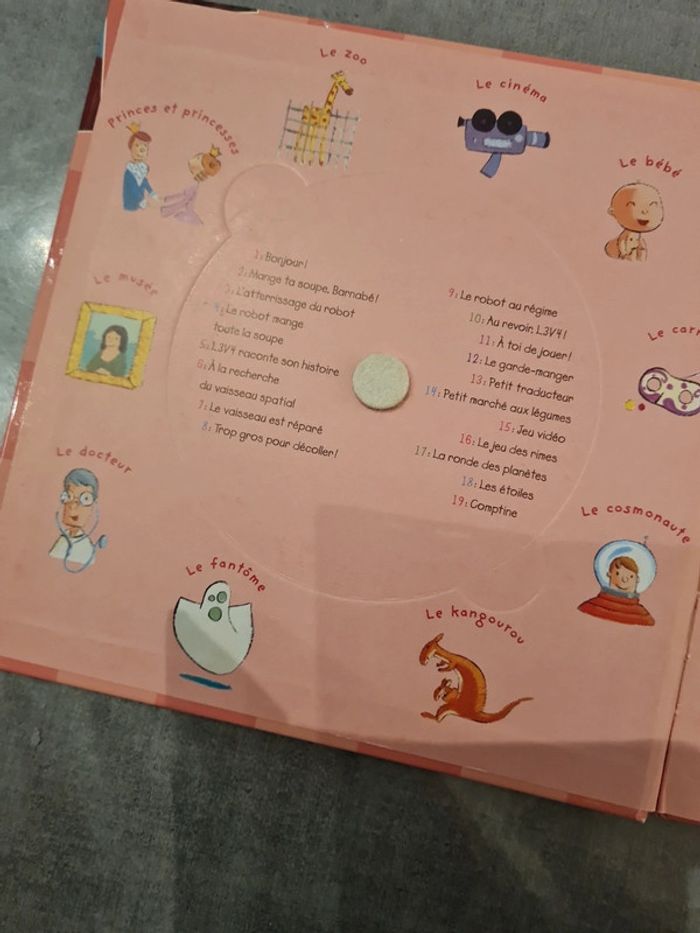 Le zoo
Le cinéma
Princes et princesses
Le bébé
Le musée
Le docteur
Le fantôme
Le kangourou
Le cosmonaute
1: Bonjour!
2: Mange ta soupe, Barnabé!
3: L'atterrissage du robot
4: Le robot mange
toute la soupe
5: L3V4 raconte son histoire
6: À la recherche
du vaisseau spatial
7: Le vaisseau est réparé
8: Trop gros pour décoller!
9: Le robot au régime
10: Au revoir, L3V4!
11: À toi de jouer!
12: Le garde-manger
13: Petit traducteur
14: Petit marché aux légumes
15: Jeu vidéo
16: Le jeu des rimes
17: La ronde des planètes
18: Les étoiles
19: Comptine